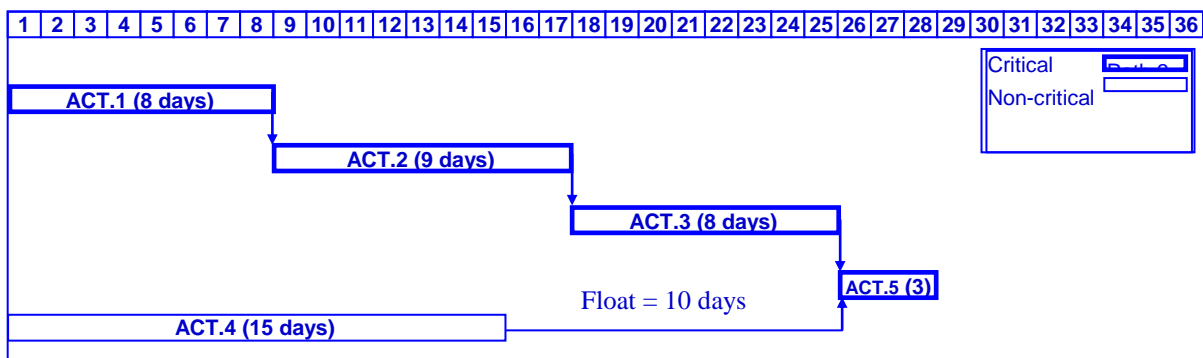 1 2 3 4 5 6 7 8 9 10 11 12 13 14 15 16 17 18 19 20 21 22 23 24 25 26 27 28 29 30 31 32 33 34 35 36
Critical
Non-critical
ACT.1 (8 days)
ACT.2 (9 days)
ACT.3 (8 days)
ACT.5 (3)
Float = 10 days
ACT.4 (15 days)